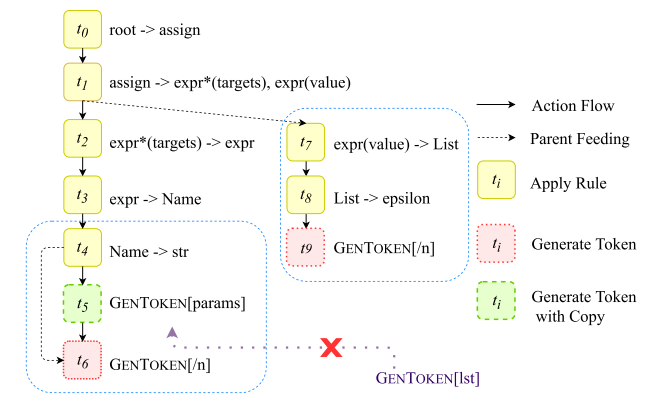 t0 root -> assign
t1 assign -> expr*(targets), expr(value)
t2 expr*(targets) -> expr
t3 expr -> Name
t4 Name -> str
t5 GENTOKEN[params]
t6 GENTOKEN[/n]
t7 expr(value) -> List
t8 List -> epsilon
t9 GENTOKEN[/n]
X
GENTOKEN[lst]
Action Flow
Parent Feeding
ti Apply Rule
ti Generate Token
ti Generate Token
with Copy